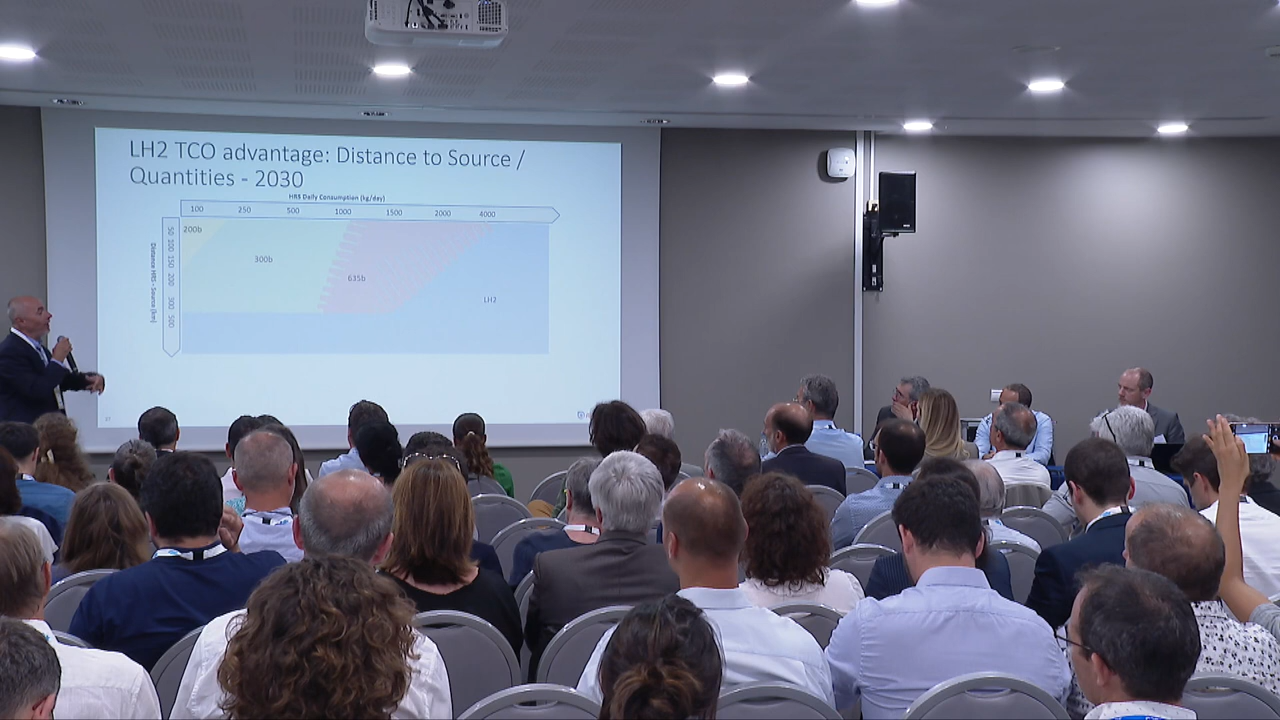 LH2 TCO advantage: Distance to Source /
Quantities - 2030
HRS Daily Consumption (kg/day)
100 250 500 1000 1500 2000 4000
50 100 150 200 300 500
Distance HRS - Source (km)
200b
300b
635b
LH2